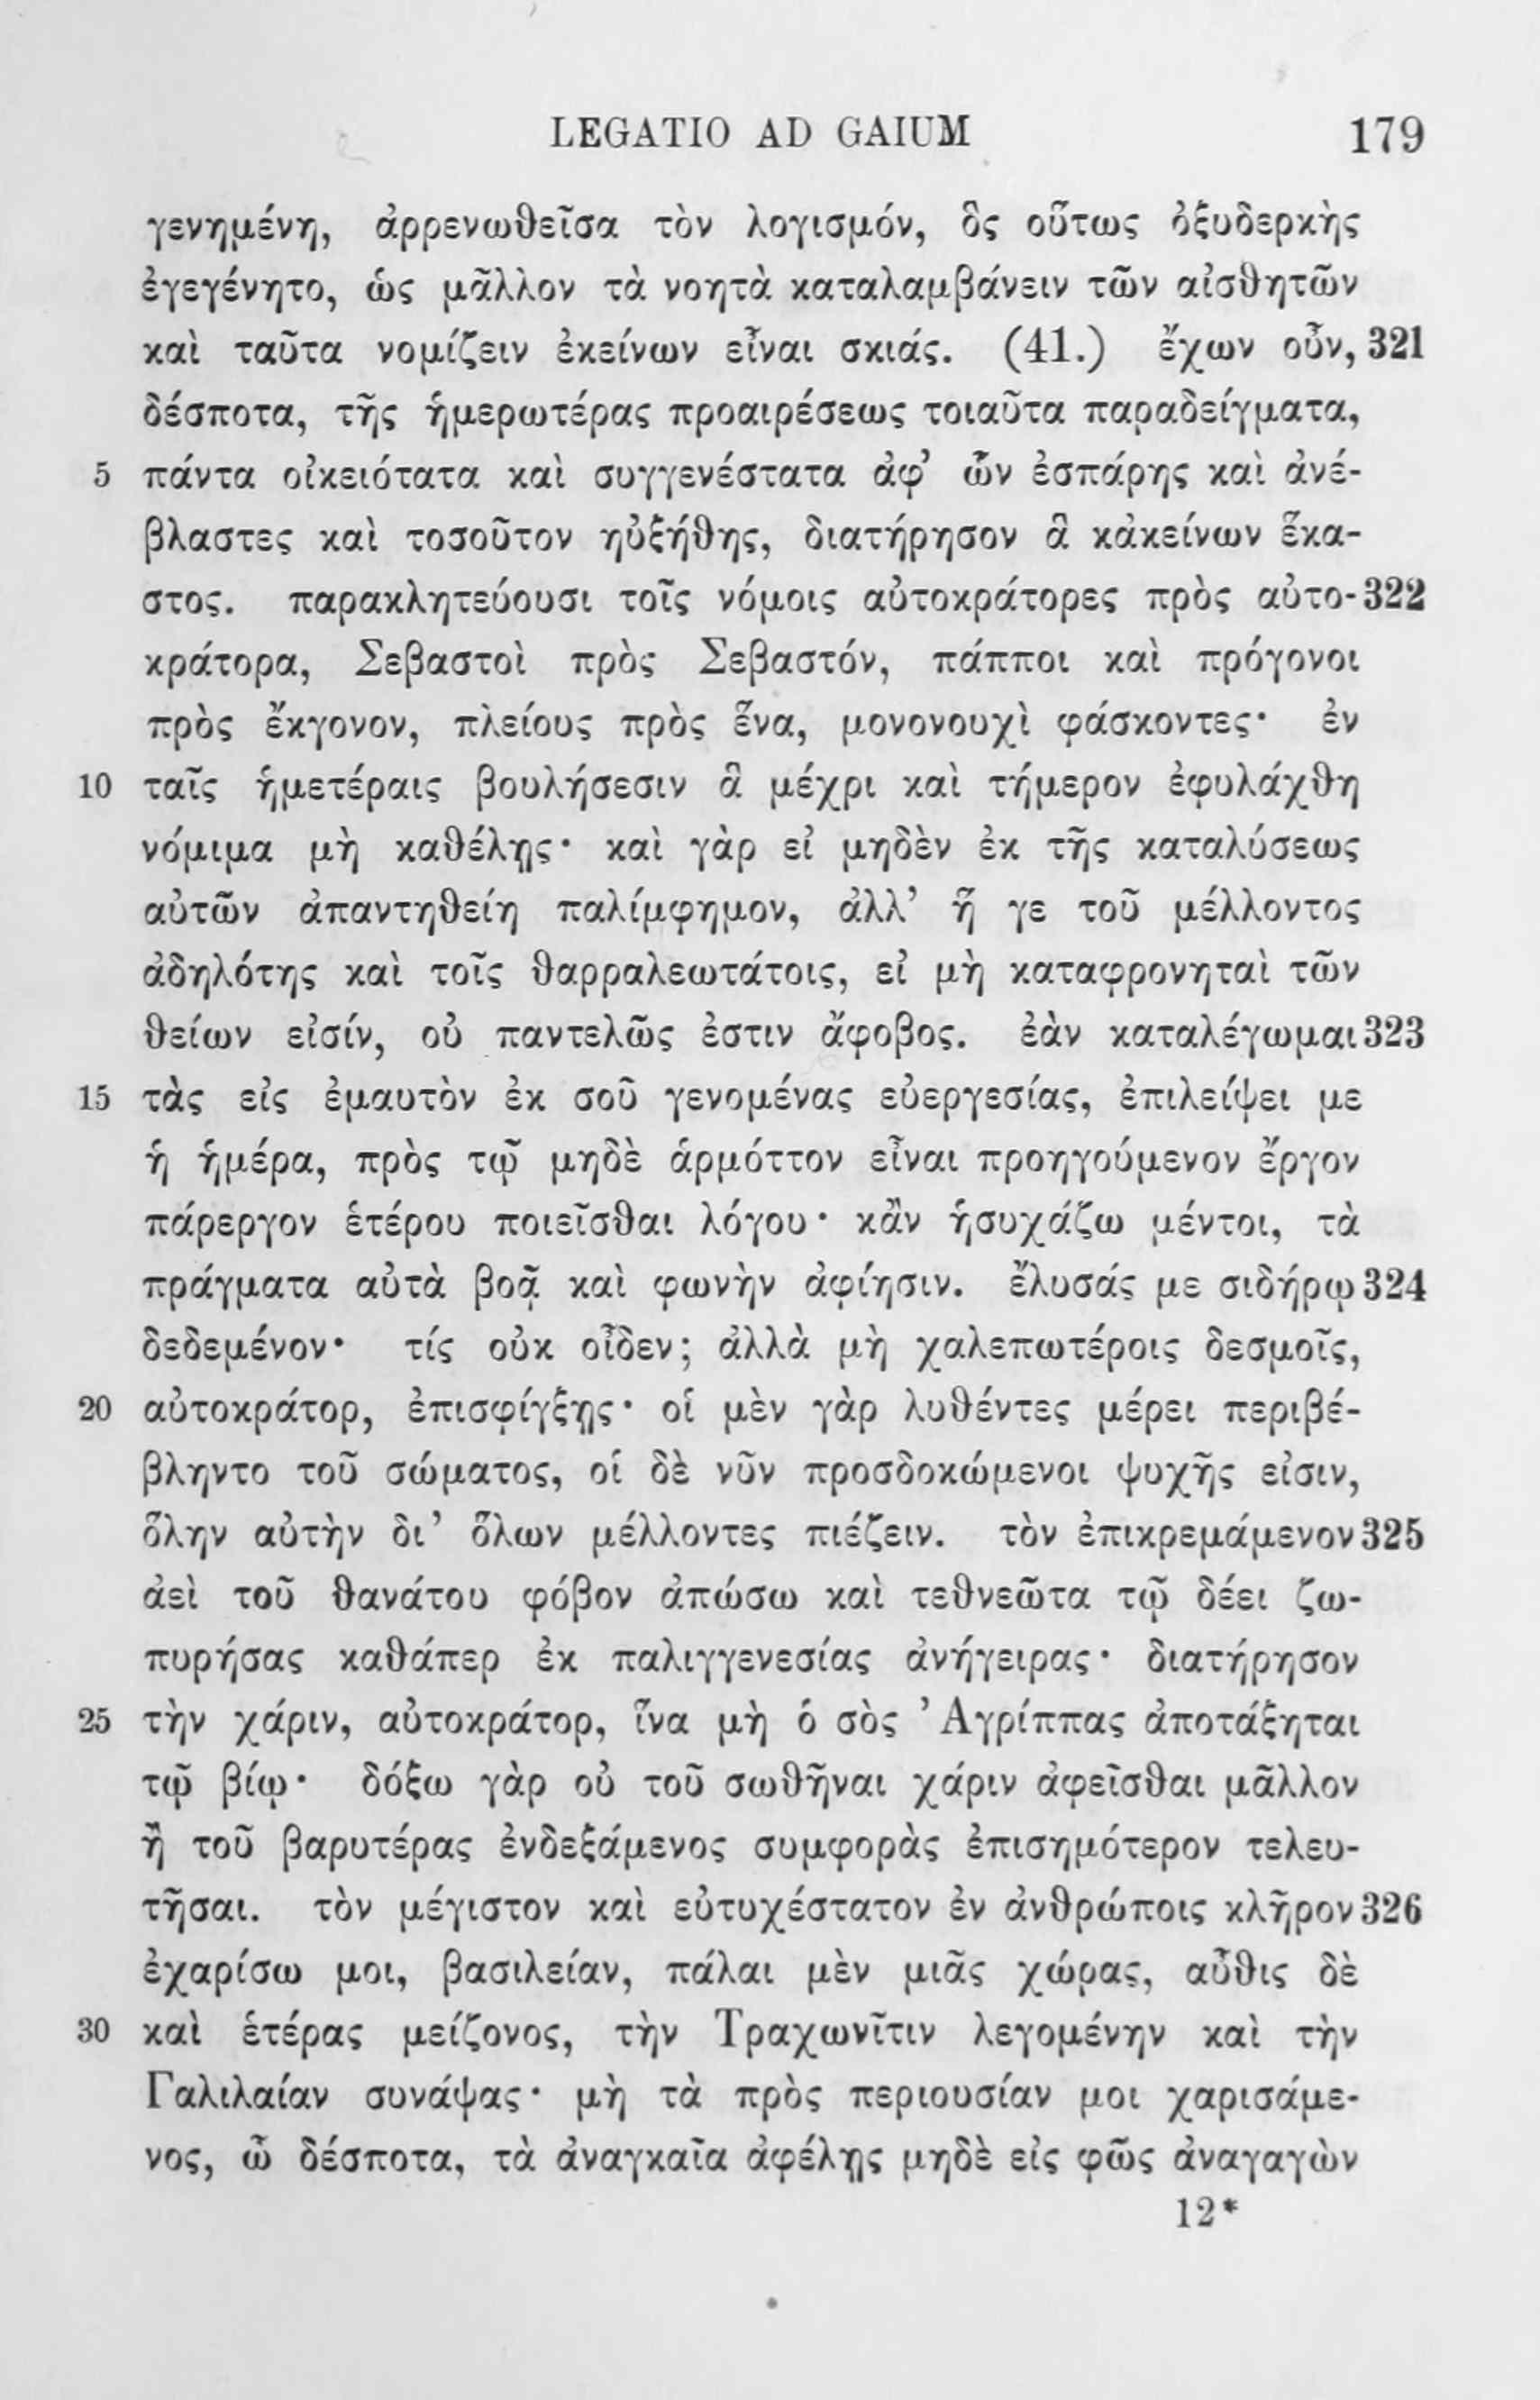 LEGATIO AD GAIUM 179
γενημένη, ἀρρενωθεῖσα τὸν λογισμόν, ὃς οὕτως ὀξυδερκὴς
ἐγεγένητο, ὡς μᾶλλον τὰ νοητὰ καταλαμβάνειν τῶν αἰσθητῶν
καὶ ταῦτα νομίζειν ἐκείνων εἶναι σκιάς. (41.) ἔχων οὖν, 321
δέσποτα, τῆς ἡμερωτέρας προαιρέσεως τοιαῦτα παραδείγματα,
5 πάντα οἰκειότατα καὶ συγγενέστατα ἀφ’ ὧν ἐσπάρης καὶ ἀνέ-
βλαστες καὶ τοσοῦτον ηὐξήθης, διατήρησον ἃ κἀκείνων ἕκα-
στος. παρακλητεύουσι τοῖς νόμοις αὐτοκράτορες πρὸς αὐτο- 322
κράτορα, Σεβαστοὶ πρὸς Σεβαστόν, πάπποι καὶ πρόγονοι
πρὸς ἔκγονον, πλείους πρὸς ἕνα, μονονουχὶ φάσκοντες· ἐν
10 ταῖς ἡμετέραις βουλήσεσιν ἃ μέχρι καὶ τήμερον ἐφυλάχθη
νόμιμα μὴ καθέλῃς· καὶ γὰρ εἰ μηδὲν ἐκ τῆς καταλύσεως
αὐτῶν ἀπαντηθείη παλίμφημον, ἀλλ’ ἥ γε τοῦ μέλλοντος
ἀδηλότης καὶ τοῖς θαρραλεωτάτοις, εἰ μὴ καταφρονηταὶ τῶν
θείων εἰσίν, οὐ παντελῶς ἐστιν ἄφοβος. ἐὰν καταλέγωμαι 323
15 τὰς εἰς ἐμαυτὸν ἐκ σοῦ γενομένας εὐεργεσίας, ἐπιλείψει με
ἡ ἡμέρα, πρὸς τῷ μηδὲ ἁρμόττον εἶναι προηγούμενον ἔργον
πάρεργον ἑτέρου ποιεῖσθαι λόγου· κἂν ἡσυχάζω μέντοι, τὰ
πράγματα αὐτὰ βοᾷ καὶ φωνὴν ἀφίησιν. ἔλυσάς με σιδήρῳ 324
δεδεμένον· τίς οὐκ οἶδεν; ἀλλὰ μὴ χαλεπωτέροις δεσμοῖς,
20 αὐτοκράτορ, ἐπισφίγξῃς· οἱ μὲν γὰρ λυθέντες μέρει περιβέ-
βληντο τοῦ σώματος, οἱ δὲ νῦν προσδοκώμενοι ψυχῆς εἰσιν,
ὅλην αὐτὴν δι’ ὅλων μέλλοντες πιέζειν. τὸν ἐπικρεμάμενον 325
ἀεὶ τοῦ θανάτου φόβον ἀπώσω καὶ τεθνεῶτα τῷ δέει ζω-
πυρήσας καθάπερ ἐκ παλιγγενεσίας ἀνήγειρας· διατήρησον
25 τὴν χάριν, αὐτοκράτορ, ἵνα μὴ ὁ σὸς ’Αγρίππας ἀποτάξηται
τῷ βίῳ· δόξω γὰρ οὐ τοῦ σωθῆναι χάριν ἀφεῖσθαι μᾶλλον
ἢ τοῦ βαρυτέρας ἐνδεξάμενος συμφορὰς ἐπισημότερον τελευ-
τῆσαι. τὸν μέγιστον καὶ εὐτυχέστατον ἐν ἀνθρώποις κλῆρον 326
ἐχαρίσω μοι, βασιλείαν, πάλαι μὲν μιᾶς χώρας, αὖθις δὲ
30 καὶ ἑτέρας μείζονος, τὴν Τραχωνῖτιν λεγομένην καὶ τὴν
Γαλιλαίαν συνάψας· μὴ τὰ πρὸς περιουσίαν μοι χαρισάμε-
νος, ὦ δέσποτα, τὰ ἀναγκαῖα ἀφέλῃς μηδὲ εἰς φῶς ἀναγαγὼν
12*